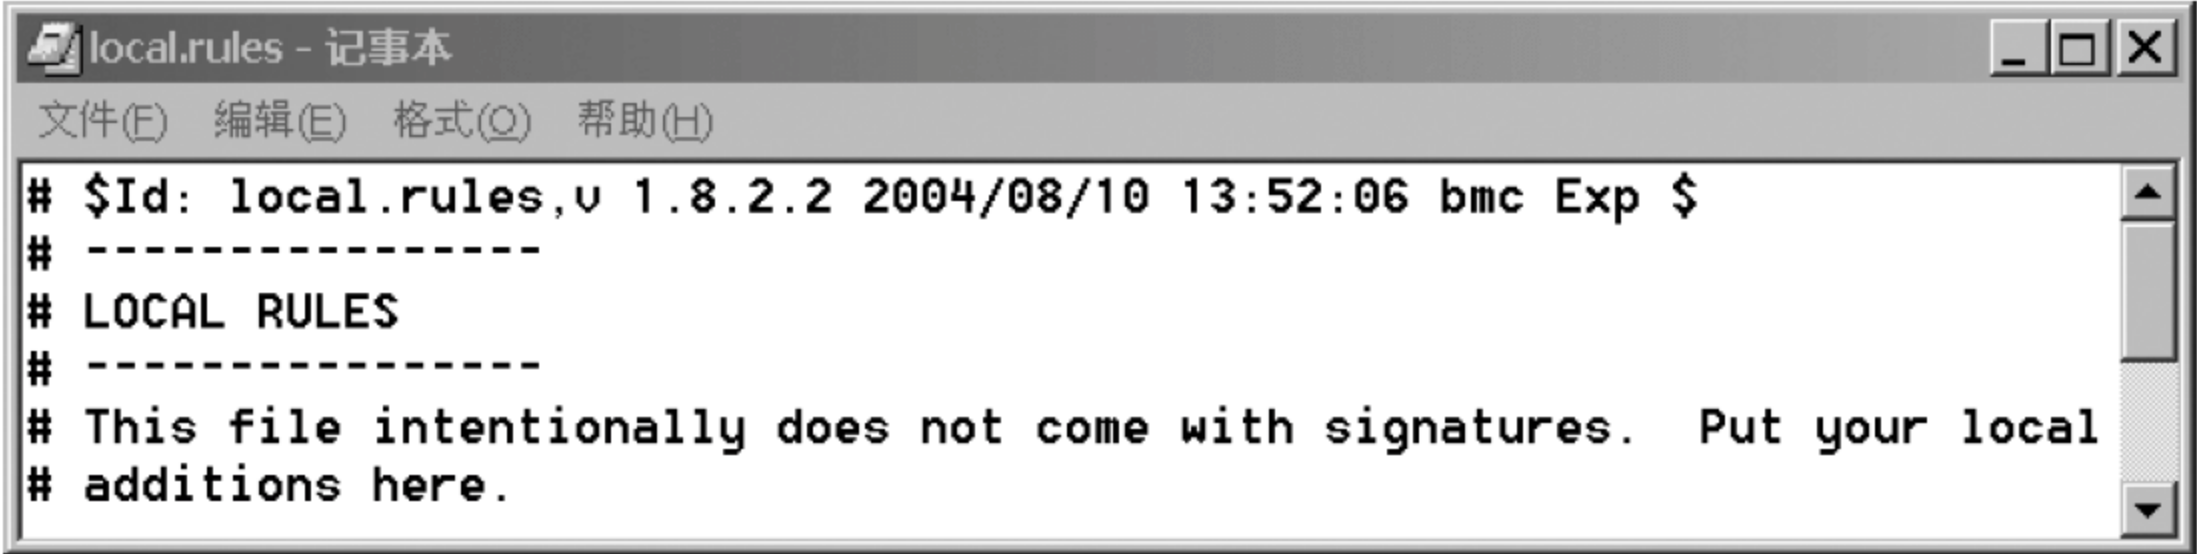 local.rules - 记事本
文件(F) 编辑(E) 格式(O) 帮助(H)
# $Id: local.rules,v 1.8.2.2 2004/08/10 13:52:06 bmc Exp $
# ----------------
# LOCAL RULES
# ----------------
# This file intentionally does not come with signatures.  Put your local
# additions here.